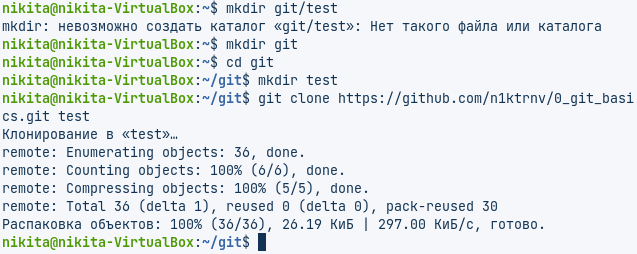 nikita@nikita-VirtualBox:~$ mkdir git/test
mkdir: невозможно создать каталог «git/test»: Нет такого файла или каталога
nikita@nikita-VirtualBox:~$ mkdir git
nikita@nikita-VirtualBox:~$ cd git
nikita@nikita-VirtualBox:~/git$ mkdir test
nikita@nikita-VirtualBox:~/git$ git clone https://github.com/n1ktrnv/0_git_basi
cs.git test
Клонирование в «test»…
remote: Enumerating objects: 36, done.
remote: Counting objects: 100% (6/6), done.
remote: Compressing objects: 100% (5/5), done.
remote: Total 36 (delta 1), reused 0 (delta 0), pack-reused 30
Распаковка объектов: 100% (36/36), 26.19 КиБ | 297.00 КиБ/с, готово.
nikita@nikita-VirtualBox:~/git$